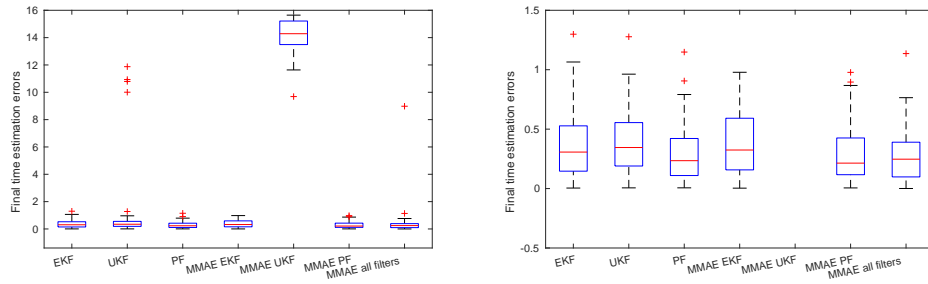 Final time estimation errors
16
14
12
10
8
6
4
2
0
EKF
UKF
PF
MMAE EKF
MMAE UKF
MMAE PF
MMAE all filters
Final time estimation errors
1.5
1
0.5
0
-0.5
EKF
UKF
PF
MMAE EKF
MMAE UKF
MMAE PF
MMAE all filters